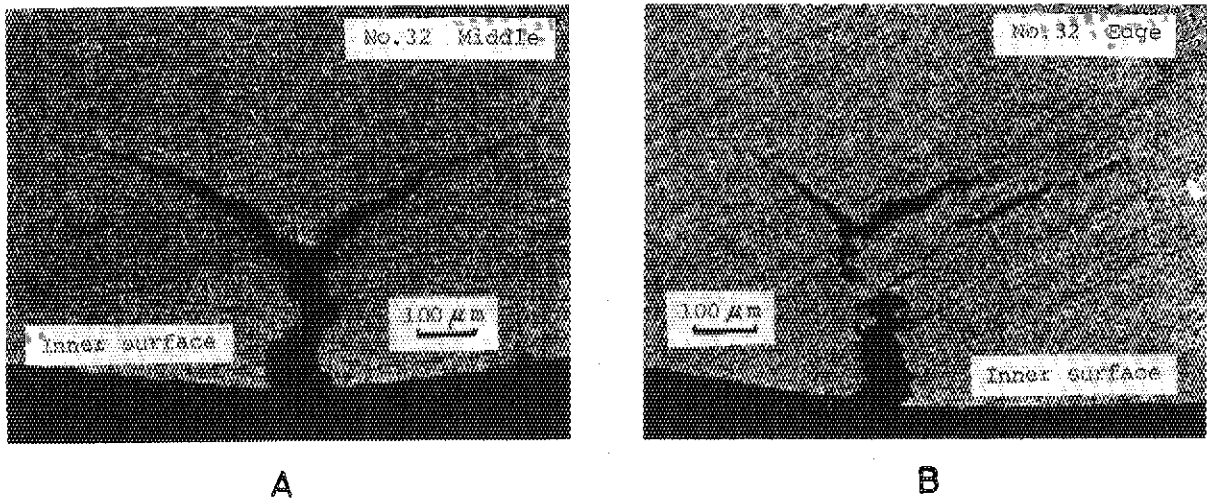 No.32 Middle
100 μm
Inner surface
No.32 Edge
100 μm
Inner surface
A
B